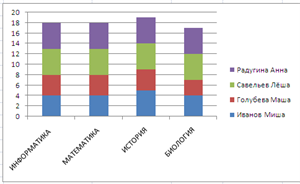 20
18
16
14
12
10
8
6
4
2
0
ИНФОРМАТИКА
МАТЕМАТИКА
ИСТОРИЯ
БИОЛОГИЯ
Радугина Анна
Савельев Лёша
Голубева Маша
Иванов Миша